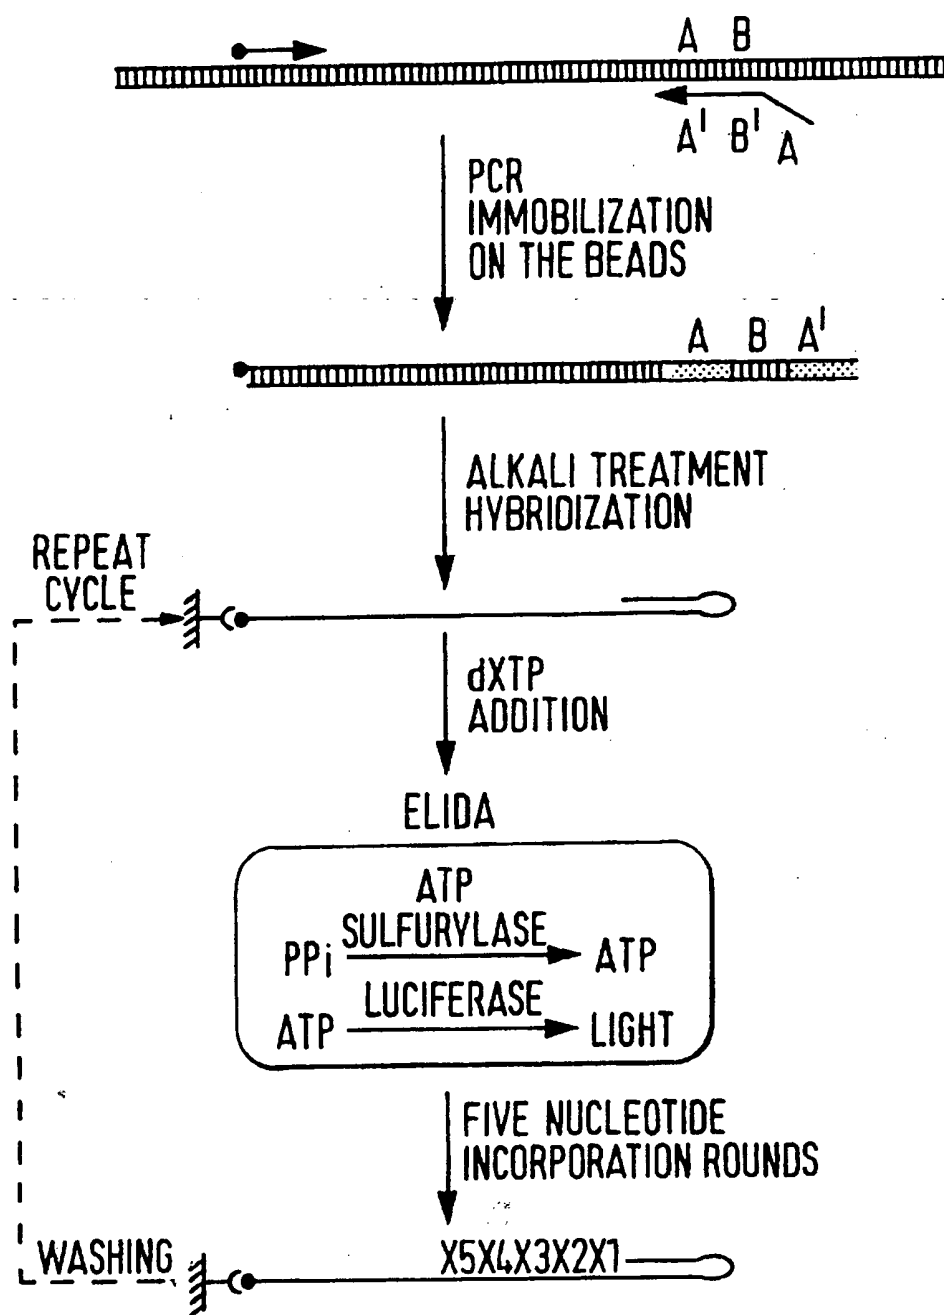 A B
A' B' A
PCR
IMMOBILIZATION
ON THE BEADS
A B A'
ALKALI TREATMENT
HYBRIDIZATION
REPEAT
CYCLE
dXTP
ADDITION
ELIDA
ATP
SULFURYLASE
PPi ATP
LUCIFERASE
ATP LIGHT
FIVE NUCLEOTIDE
INCORPORATION ROUNDS
WASHING
X5X4X3X2X1